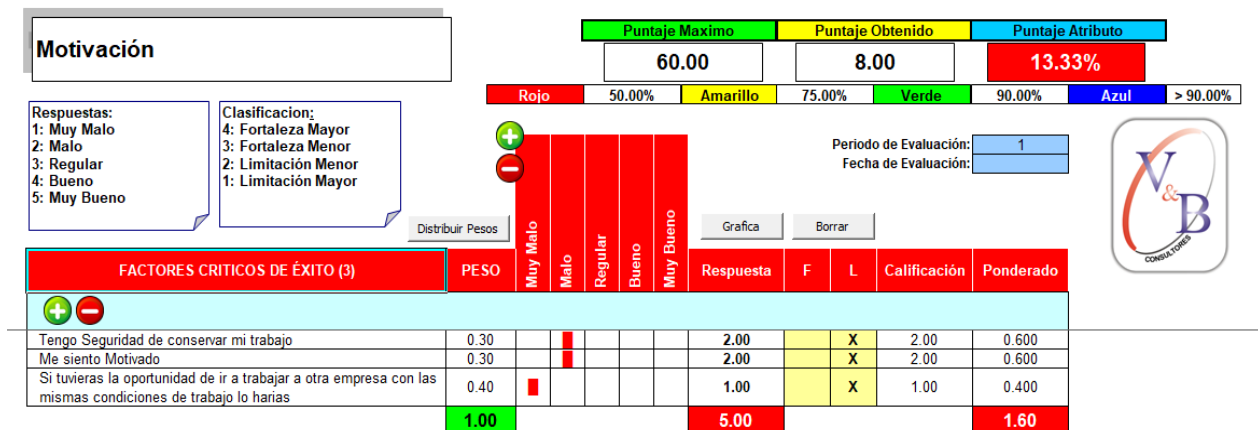 Motivación
Puntaje Maximo Puntaje Obtenido Puntaje Atributo
60.00 8.00 13.33%
Rojo 50.00% Amarillo 75.00% Verde 90.00% Azul > 90.00%
Respuestas:
1: Muy Malo
2: Malo
3: Regular
4: Bueno
5: Muy Bueno
Clasificacion:
4: Fortaleza Mayor
3: Fortaleza Menor
2: Limitación Menor
1: Limitación Mayor
Periodo de Evaluación: 1
Fecha de Evaluación:
V&B
CONSULTORES
Distribuir Pesos
Grafica
Borrar
FACTORES CRITICOS DE ÉXITO (3) PESO Muy Malo Malo Regular Bueno Muy Bueno Respuesta F L Calificación Ponderado
Tengo Seguridad de conservar mi trabajo 0.30 2.00 X 2.00 0.600
Me siento Motivado 0.30 2.00 X 2.00 0.600
Si tuvieras la oportunidad de ir a trabajar a otra empresa con las
mismas condiciones de trabajo lo harias 0.40 1.00 X 1.00 0.400
1.00 5.00 1.60